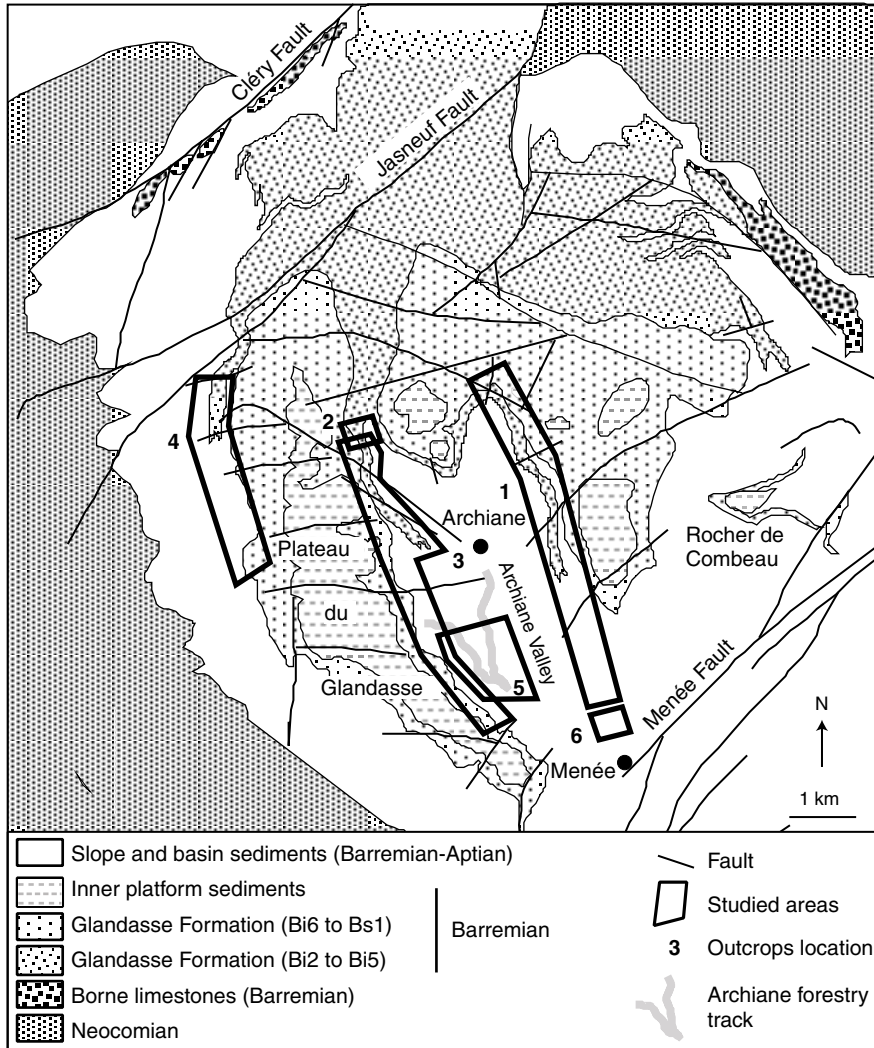 Cléry Fault
Jasneuf Fault
2
4
1
Archiane
3
Plateau
Rocher de
Combeau
Archiane Valley
du
Glandasse
5
Menée Fault
6
N
Menée
1 km
Slope and basin sediments (Barremian-Aptian)
Inner platform sediments
Glandasse Formation (Bi6 to Bs1)
Glandasse Formation (Bi2 to Bi5)
Barremian
Borne limestones (Barremian)
Neocomian
Fault
Studied areas
3 Outcrops location
Archiane forestry
track